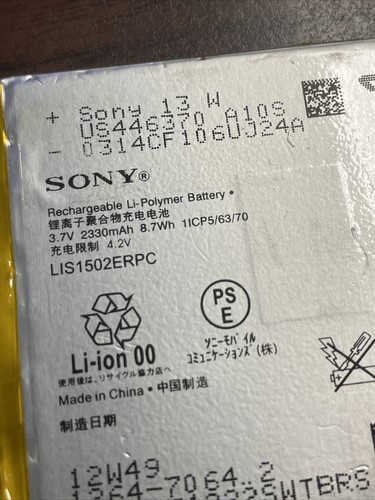 + Sony 13 W
US446370 A10S
- 0314CF106UJ24A
SONY®
Rechargeable Li-Polymer Battery •
锂离子聚合物充电电池
3.7V 2330mAh 8.7Wh 1ICP5/63/70
充电限制 4.2V
LIS1502ERPC
PS
E
Li-ion 00
使用後は、リサイクル協力店へ
ソニーモバイル
コミュニケーションズ(株)
Made in China • 中国制造
制造日期
12W49
1264-7064.2